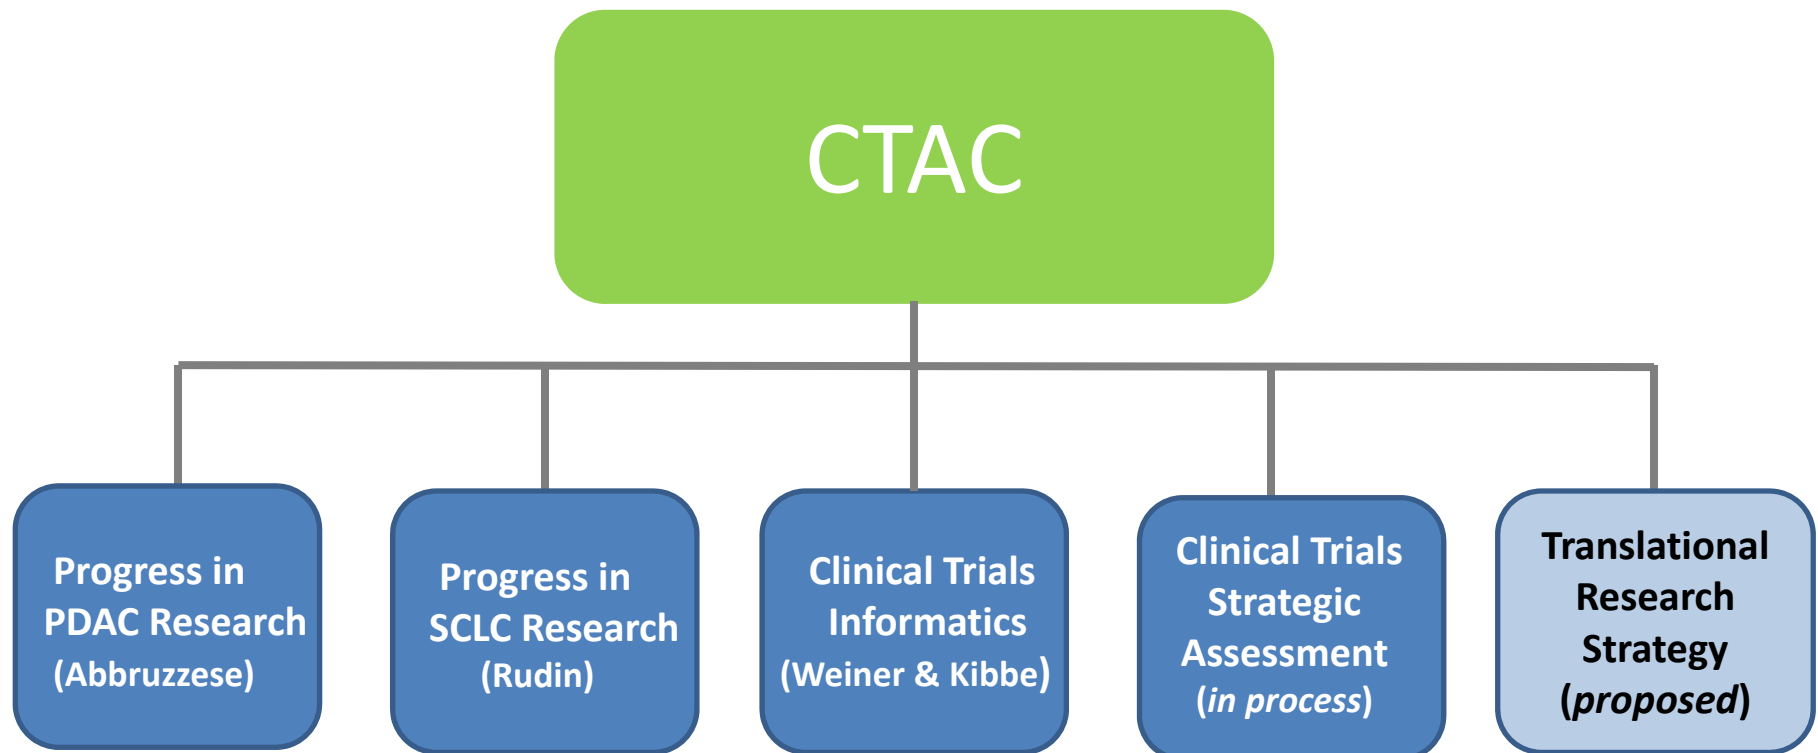 CTAC
Progress in
PDAC Research
(Abbruzzese)
Progress in
SCLC Research
(Rudin)
Clinical Trials
Informatics
(Weiner & Kibbe)
Clinical Trials
Strategic
Assessment
(in process)
Translational
Research
Strategy
(proposed)